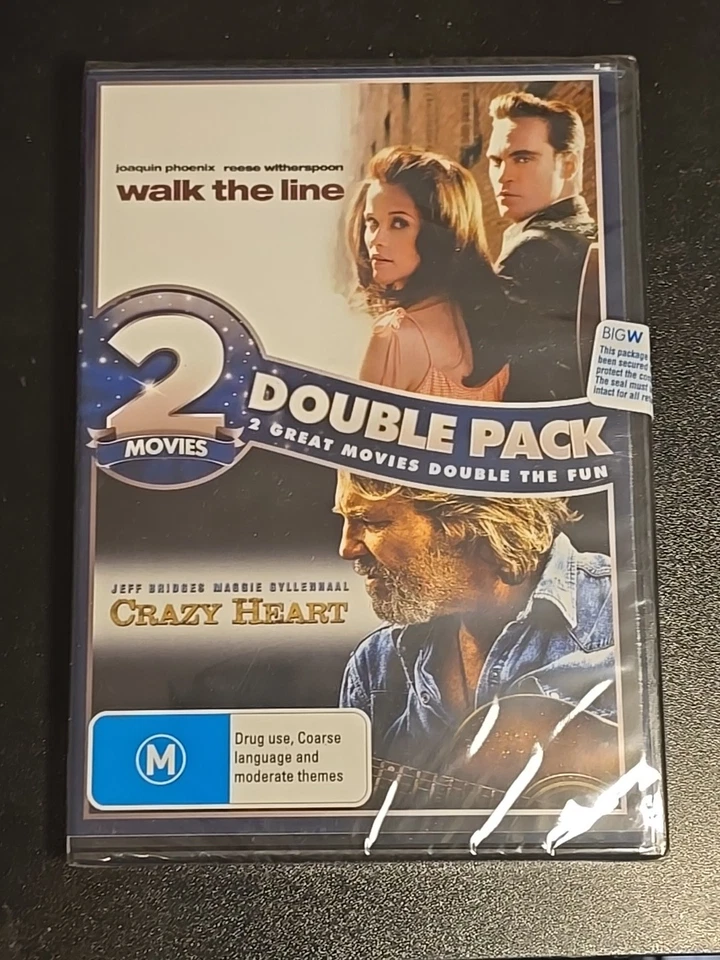 joaquin phoenix reese witherspoon
walk the line
BIGW
This package
been secured
protect the con
The seal must
intact for all re
2
MOVIES
DOUBLE PACK
2 GREAT MOVIES DOUBLE THE FUN
JEFF BRIDGES MAGGIE GYLLENHAAL
CRAZY HEART
M
Drug use, Coarse
language and
moderate themes